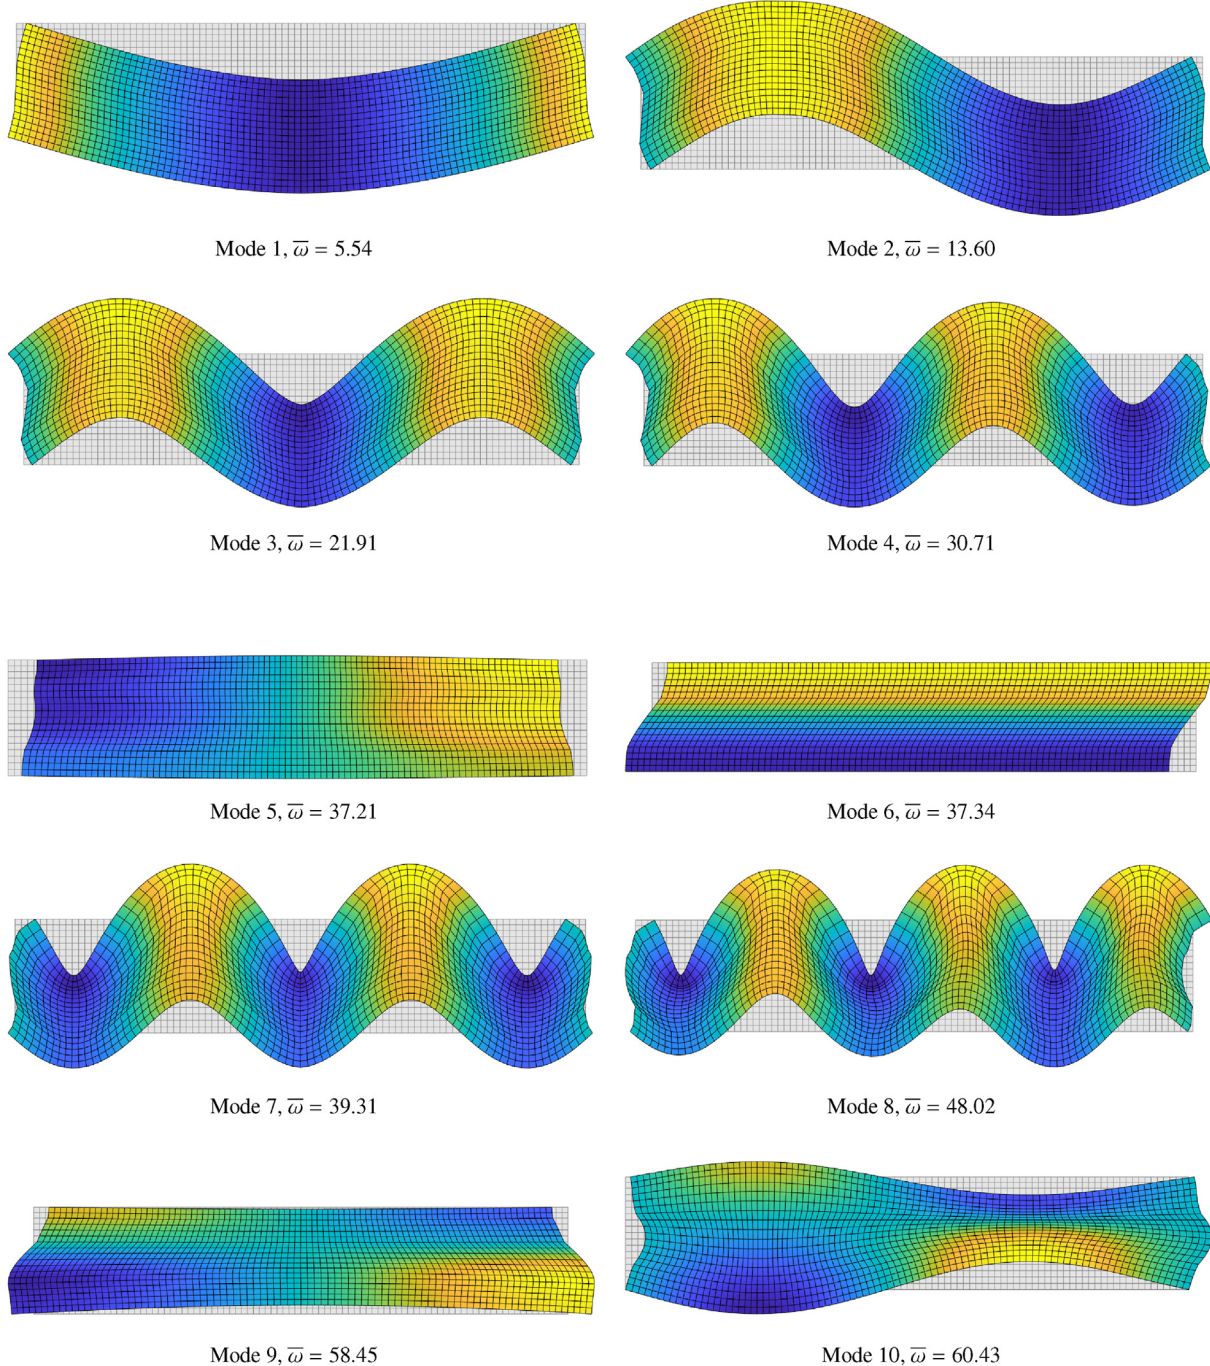 Mode 1, ω̅ = 5.54
Mode 2, ω̅ = 13.60
Mode 3, ω̅ = 21.91
Mode 4, ω̅ = 30.71
Mode 5, ω̅ = 37.21
Mode 6, ω̅ = 37.34
Mode 7, ω̅ = 39.31
Mode 8, ω̅ = 48.02
Mode 9, ω̅ = 58.45
Mode 10, ω̅ = 60.43